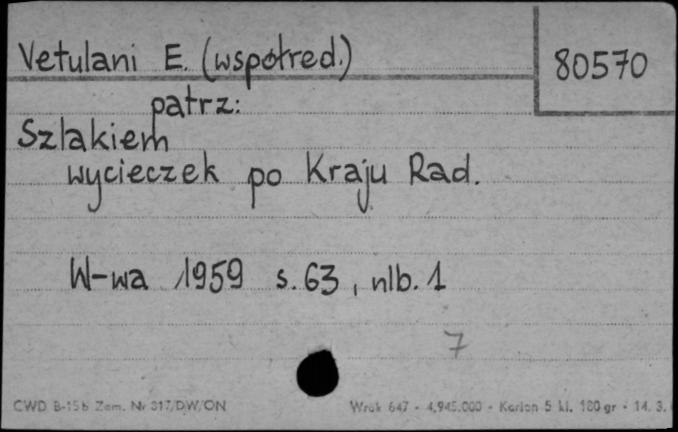 Vetulani E. (współred.)
80570
patrz:
Szlakiem
wycieczek po Kraju Rad.
W-wa 1959 s. 63, nlb. 1
7
CWD B-15b Zam. Nr 317/DW/ON
Wrak 647 - 4,945.000 - Karton 5 kl. 180 gr - 14. 3.